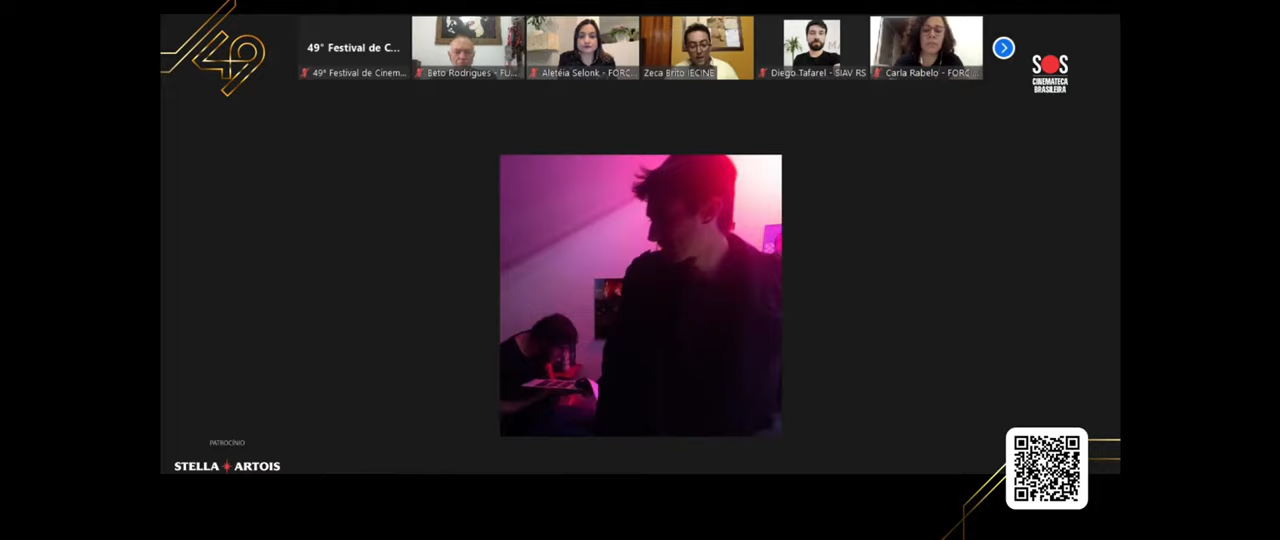 49
49° Festival de C...
49° Festival de Cinem...
Beto Rodrigues - FU...
Aletéia Selonk - FORC...
Zeca Brito IECINE
Diego Tafarel - SIAV RS
Carla Rabelo - FORC...
SOS
CINEMATECA
BRASILEIRA
PATROCÍNIO
STELLA ARTOIS